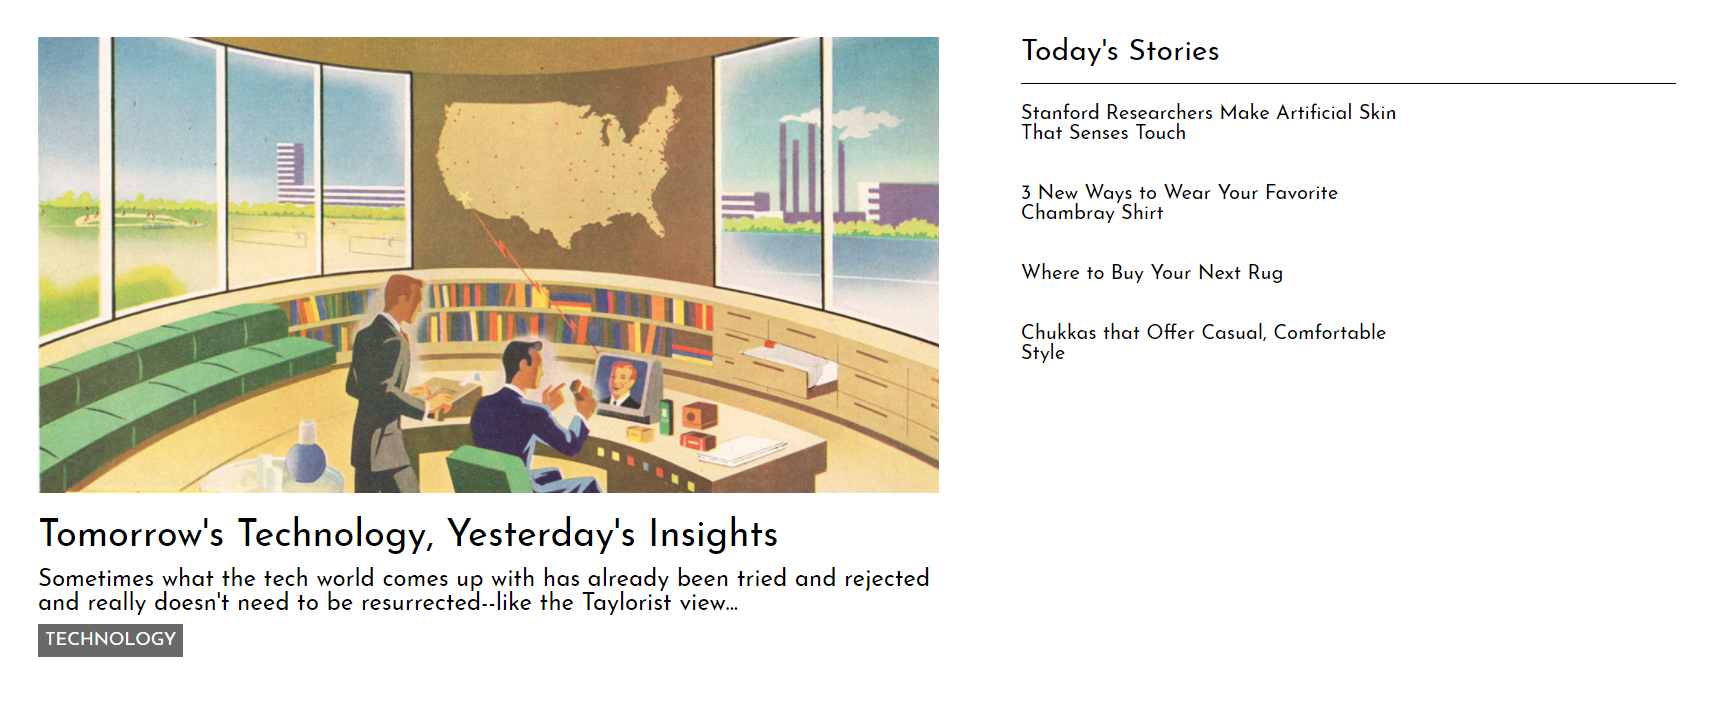 Tomorrow's Technology, Yesterday's Insights
Sometimes what the tech world comes up with has already been tried and rejected
and really doesn't need to be resurrected--like the Taylorist view...
TECHNOLOGY
Today's Stories
Stanford Researchers Make Artificial Skin
That Senses Touch
3 New Ways to Wear Your Favorite
Chambray Shirt
Where to Buy Your Next Rug
Chukkas that Offer Casual, Comfortable
Style